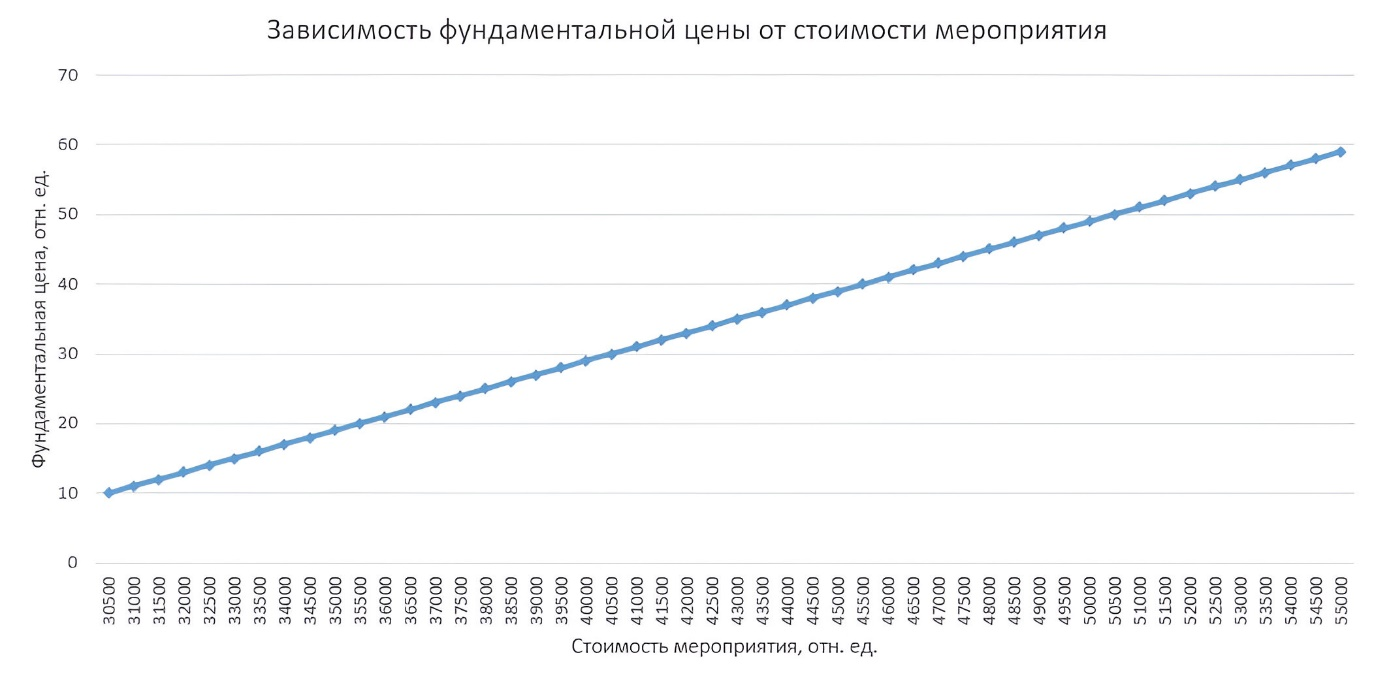 Зависимость фундаментальной цены от стоимости мероприятия
Фундаментальная цена, отн. ед.
70
60
50
40
30
20
10
0
30500 31000 31500 32000 32500 33000 33500 34000 34500 35000 35500 36000 36500 37000 37500 38000 38500 39000 39500 40000 40500 41000 41500 42000 42500 43000 43500 44000 44500 45000 45500 46000 46500 47000 47500 48000 48500 49000 49500 50000 50500 51000 51500 52000 52500 53000 53500 54000 54500 55000
Стоимость мероприятия, отн. ед.